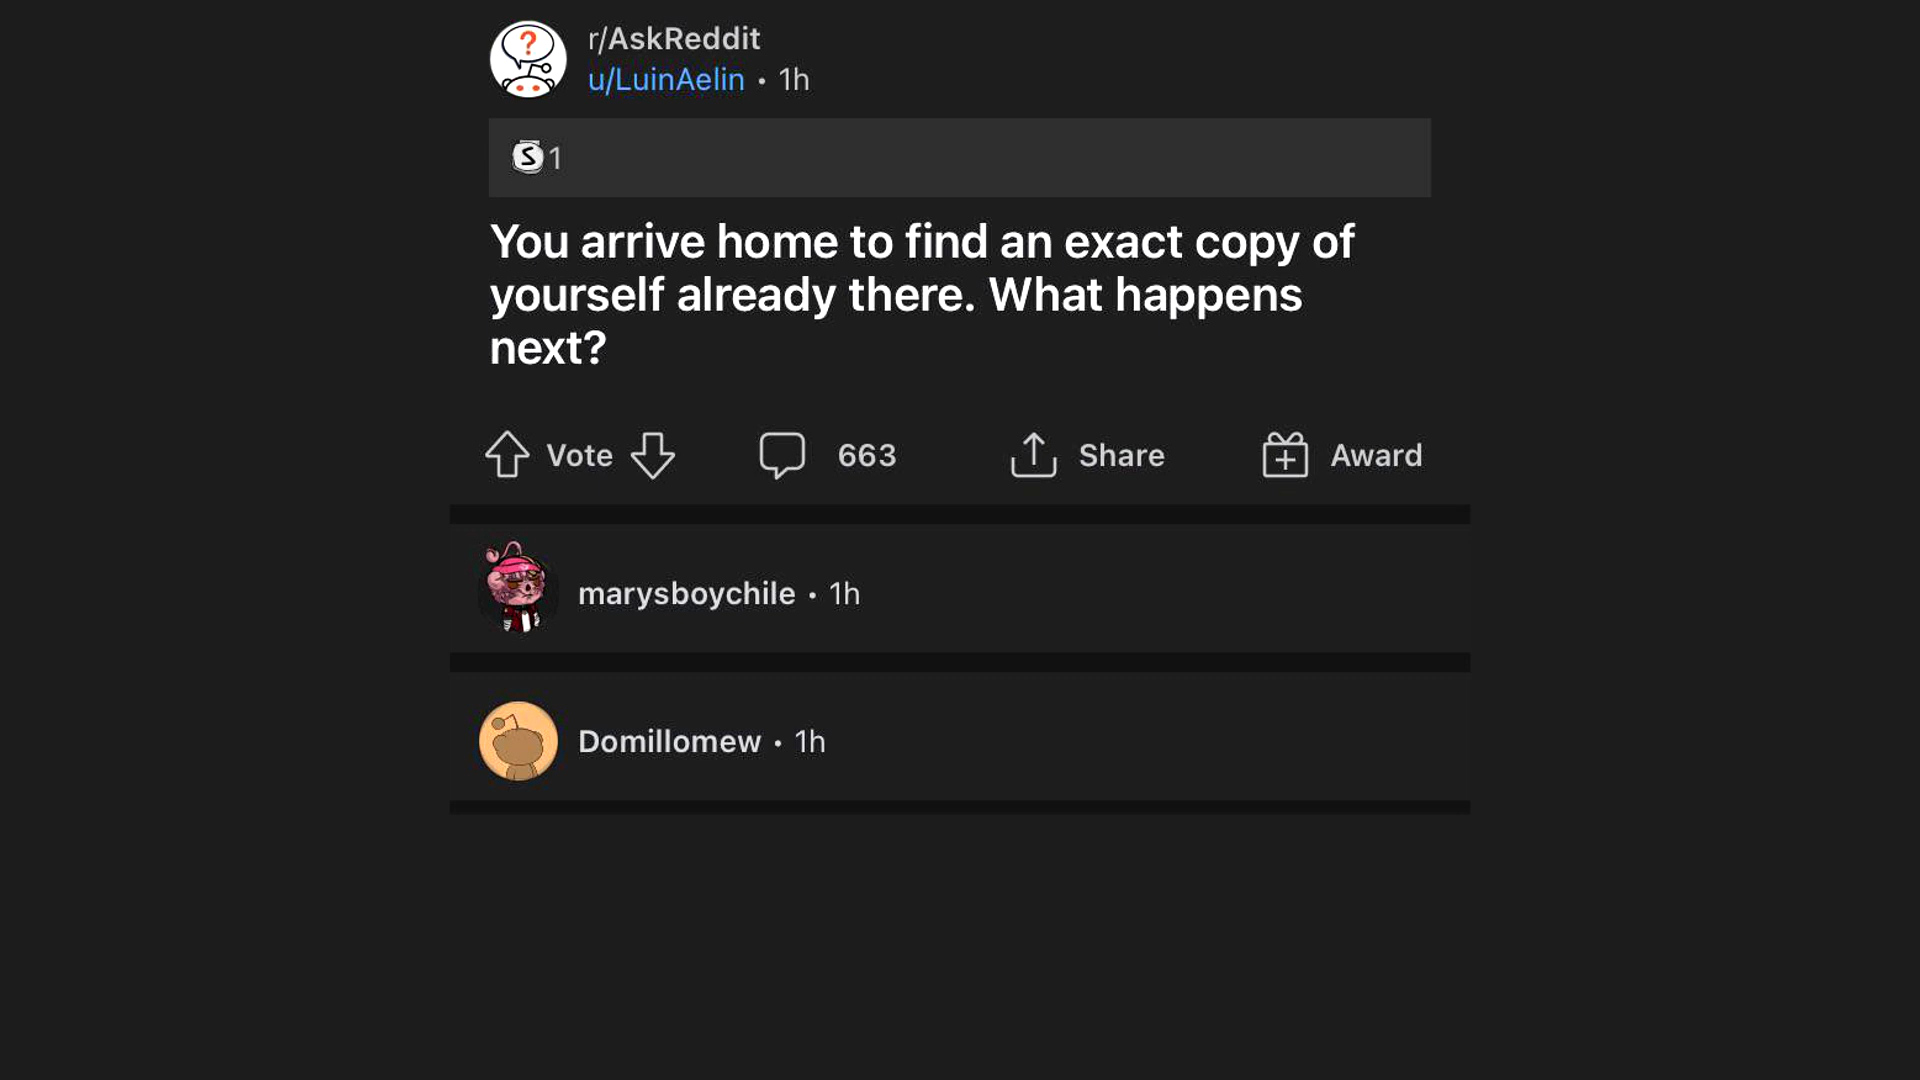 r/AskReddit
u/LuinAelin • 1h
S 1
You arrive home to find an exact copy of
yourself already there. What happens
next?
Vote 663 Share Award
marysboychile • 1h
Domillomew • 1h